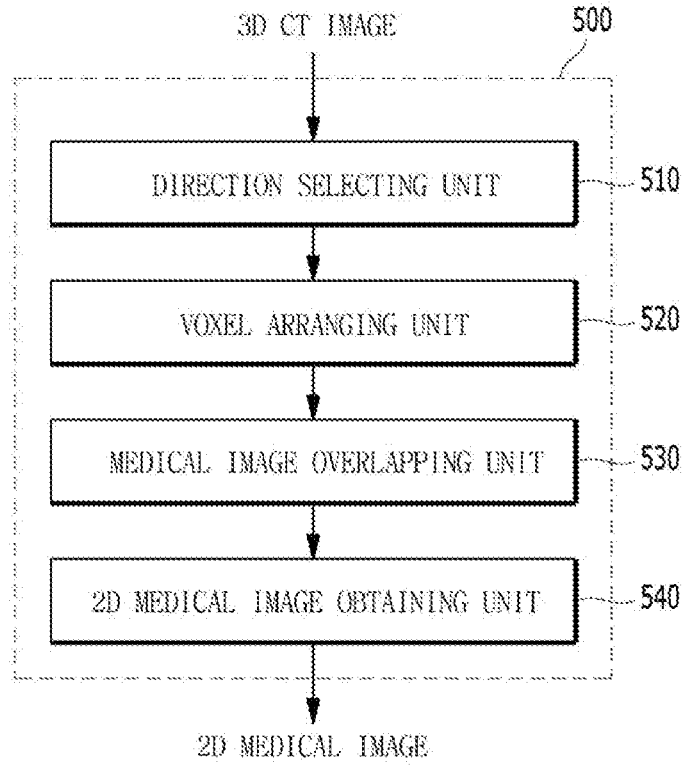 3D CT IMAGE
500
DIRECTION SELECTING UNIT
510
VOXEL ARRANGING UNIT
520
MEDICAL IMAGE OVERLAPPING UNIT
530
2D MEDICAL IMAGE OBTAINING UNIT
540
2D MEDICAL IMAGE